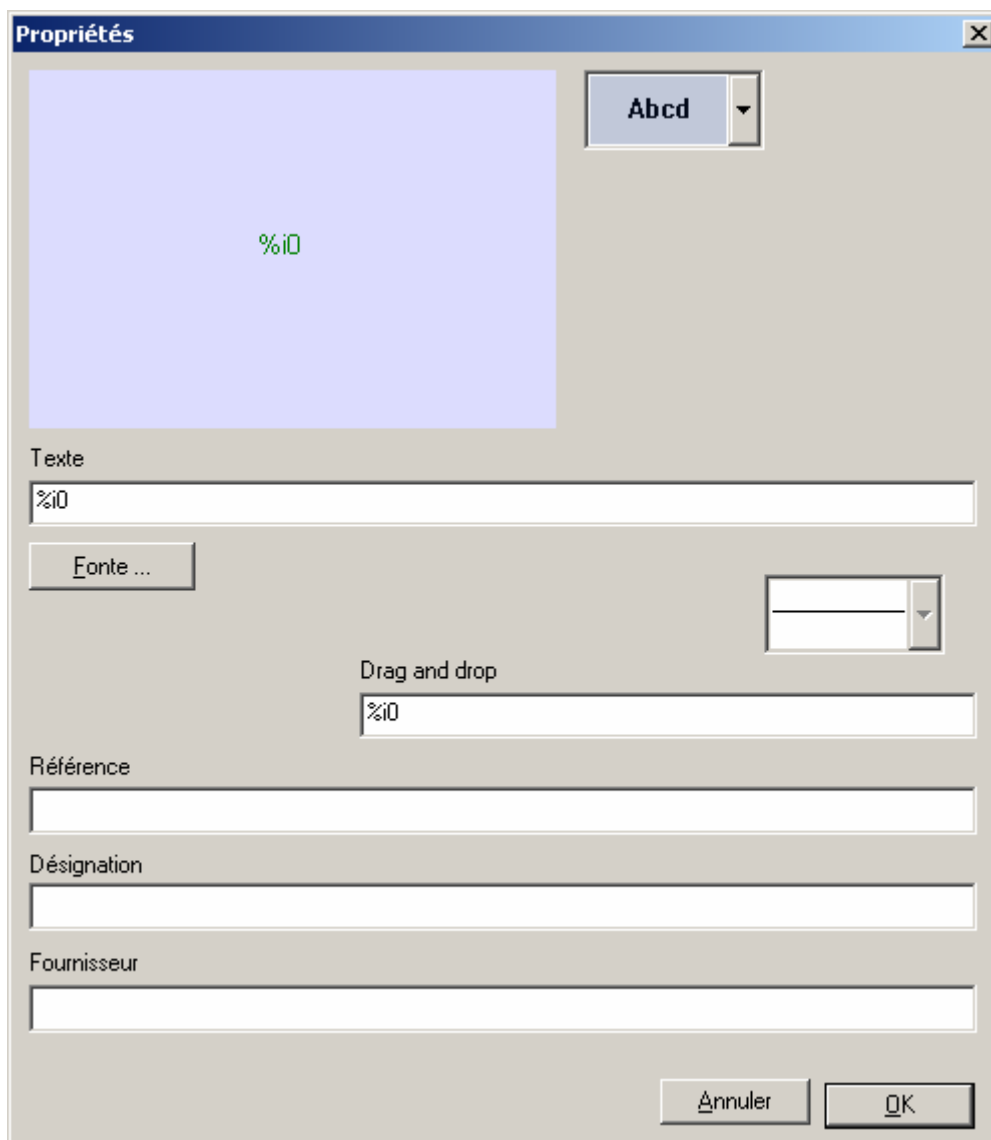 Propriétés
Abcd
%i0
Texte
%i0
Fonte ...
Drag and drop
%i0
Référence
Désignation
Fournisseur
Annuler
OK